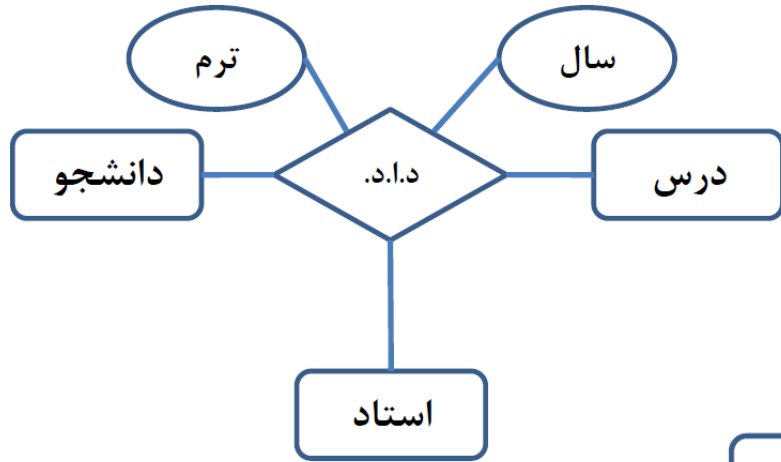 سال
ترم
درس
د.ا.د.
دانشجو
استاد